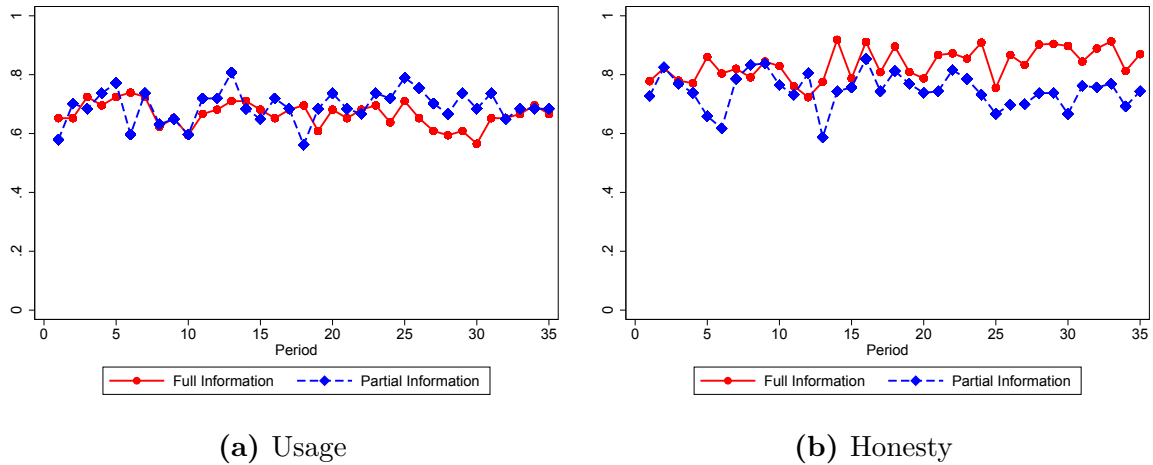 1
.8
.6
.4
.2
0
0 5 10 15 20 25 30 35
Period
Full Information Partial Information
(a) Usage
1
.8
.6
.4
.2
0
0 5 10 15 20 25 30 35
Period
Full Information Partial Information
(b) Honesty